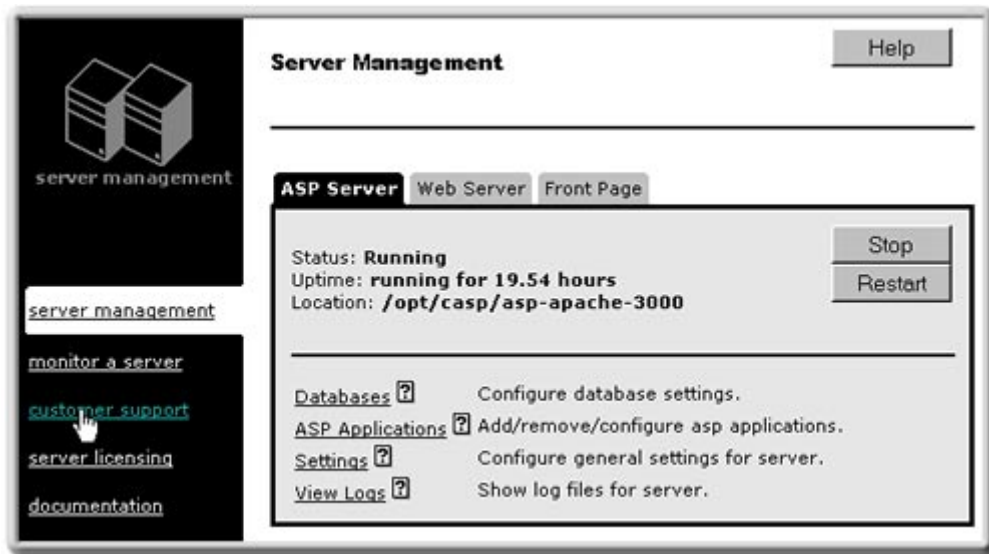 Server Management
Help
server management
ASP Server Web Server Front Page
Status: Running
Uptime: running for 19.54 hours
Location: /opt/casp/asp-apache-3000
Stop
Restart
server management
monitor a server
customer support
server licensing
documentation
Databases ? Configure database settings.
ASP Applications ? Add/remove/configure asp applications.
Settings ? Configure general settings for server.
View Logs ? Show log files for server.